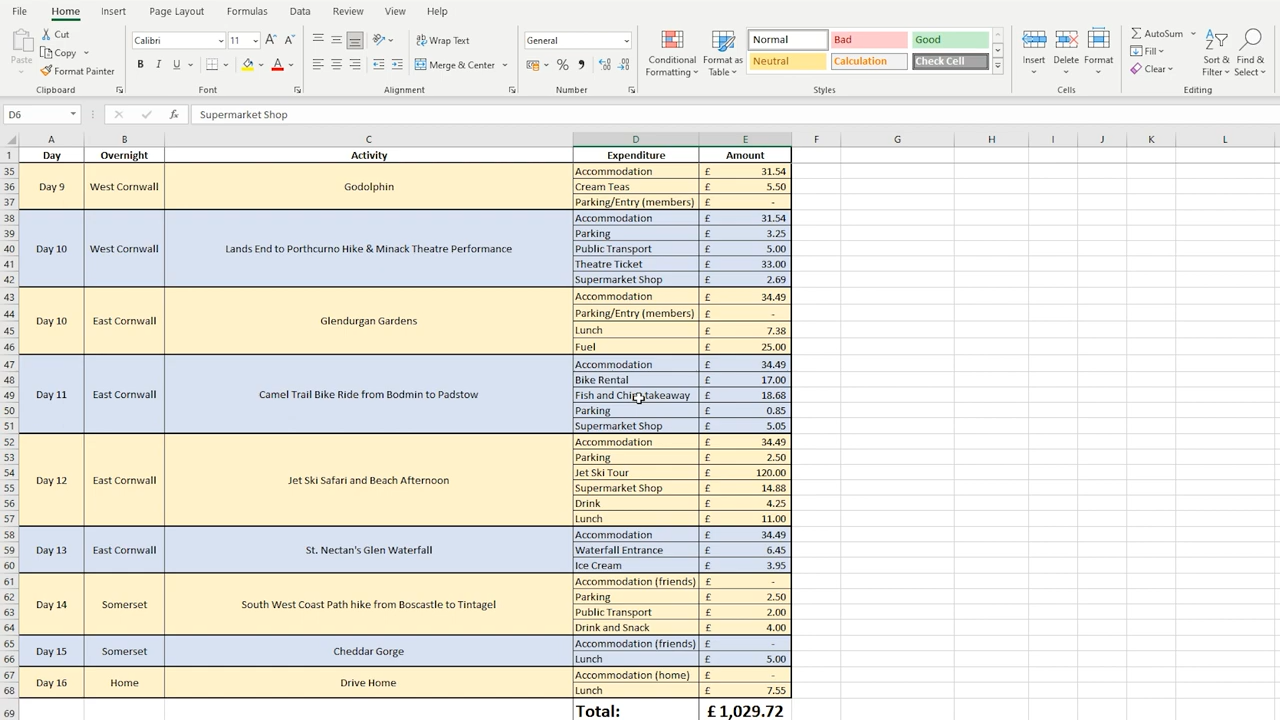 File Home Insert Page Layout Formulas Data Review View Help
Paste Cut Copy Format Painter Clipboard
Calibri 11 A A B I U A Font
Wrap Text Merge & Center Alignment
General % , Number
Conditional Formatting Format as Table
Normal Bad Good
Neutral Calculation Check Cell
Styles
Insert Delete Format Cells
AutoSum Fill Clear Sort & Filter Find & Select Editing
D6 fx Supermarket Shop
A B C D E F G H I J K L
1 Day Overnight Activity Expenditure Amount
35 Accommodation £ 31.54
36 Day 9 West Cornwall Godolphin Cream Teas £ 5.50
37 Parking/Entry (members) £ -
38 Accommodation £ 31.54
39 Parking £ 3.25
40 Day 10 West Cornwall Lands End to Porthcurno Hike & Minack Theatre Performance Public Transport £ 5.00
41 Theatre Ticket £ 33.00
42 Supermarket Shop £ 2.69
43 Accommodation £ 34.49
44 Parking/Entry (members) £ -
Day 10 East Cornwall Glendurgan Gardens
45 Lunch £ 7.38
46 Fuel £ 25.00
47 Accommodation £ 34.49
48 Bike Rental £ 17.00
49 Day 11 East Cornwall Camel Trail Bike Ride from Bodmin to Padstow Fish and Chip takeaway £ 18.68
50 Parking £ 0.85
51 Supermarket Shop £ 5.05
52 Accommodation £ 34.49
53 Parking £ 2.50
54 Jet Ski Tour £ 120.00
Day 12 East Cornwall Jet Ski Safari and Beach Afternoon
55 Supermarket Shop £ 14.88
56 Drink £ 4.25
57 Lunch £ 11.00
58 Accommodation £ 34.49
59 Day 13 East Cornwall St. Nectan's Glen Waterfall Waterfall Entrance £ 6.45
60 Ice Cream £ 3.95
61 Accommodation (friends) £ -
62 Parking £ 2.50
Day 14 Somerset South West Coast Path hike from Boscastle to Tintagel
63 Public Transport £ 2.00
64 Drink and Snack £ 4.00
65 Accommodation (friends) £ -
Day 15 Somerset Cheddar Gorge
66 Lunch £ 5.00
67 Accommodation (home) £ -
Day 16 Home Drive Home
68 Lunch £ 7.55
69 Total: £ 1,029.72